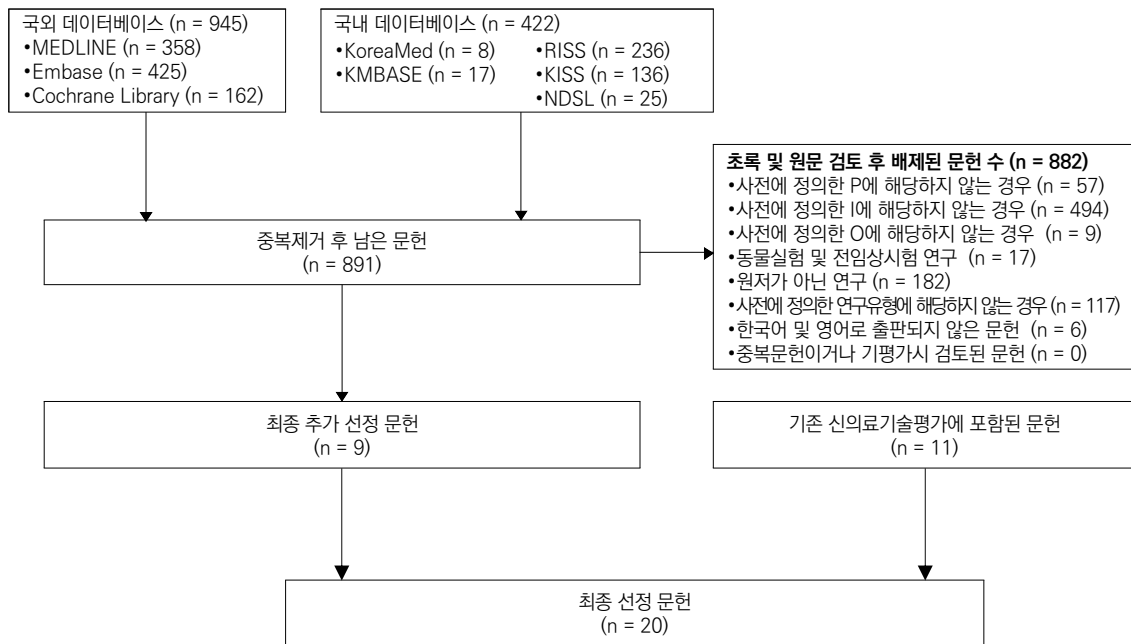 국외 데이터베이스 (n = 945)
•MEDLINE (n = 358)
•Embase (n = 425)
•Cochrane Library (n = 162)
국내 데이터베이스 (n = 422)
•KoreaMed (n = 8)
•KMBASE (n = 17)
•RISS (n = 236)
•KISS (n = 136)
•NDSL (n = 25)
초록 및 원문 검토 후 배제된 문헌 수 (n = 882)
•사전에 정의한 P에 해당하지 않는 경우 (n = 57)
•사전에 정의한 I에 해당하지 않는 경우 (n = 494)
•사전에 정의한 O에 해당하지 않는 경우 (n = 9)
•동물실험 및 전임상시험 연구 (n = 17)
•원저가 아닌 연구 (n = 182)
•사전에 정의한 연구유형에 해당하지 않는 경우 (n = 117)
•한국어 및 영어로 출판되지 않은 문헌 (n = 6)
•중복문헌이거나 기평가시 검토된 문헌 (n = 0)
중복제거 후 남은 문헌
(n = 891)
최종 추가 선정 문헌
(n = 9)
기존 신의료기술평가에 포함된 문헌
(n = 11)
최종 선정 문헌
(n = 20)